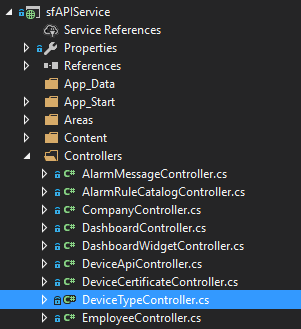 sfAPIService
Service References
Properties
References
App_Data
App_Start
Areas
Content
Controllers
C# AlarmMessageController.cs
C# AlarmRuleCatalogController.cs
C# CompanyController.cs
C# DashboardController.cs
C# DashboardWidgetController.cs
C# DeviceApiController.cs
C# DeviceCertificateController.cs
C# DeviceTypeController.cs
C# EmployeeController.cs